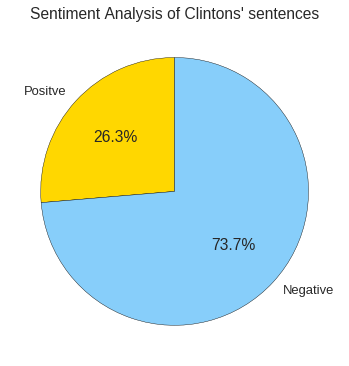 Sentiment Analysis of Clintons' sentences
Positve
26.3%
73.7%
Negative